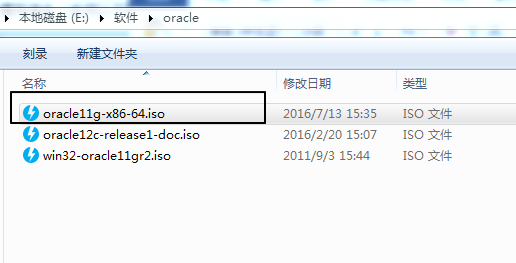 本地磁盘 (E:) 软件 oracle
刻录 新建文件夹
名称 修改日期 类型
oracle11g-x86-64.iso 2016/7/13 15:35 ISO 文件
oracle12c-release1-doc.iso 2016/2/20 15:07 ISO 文件
win32-oracle11gr2.iso 2011/9/3 15:44 ISO 文件